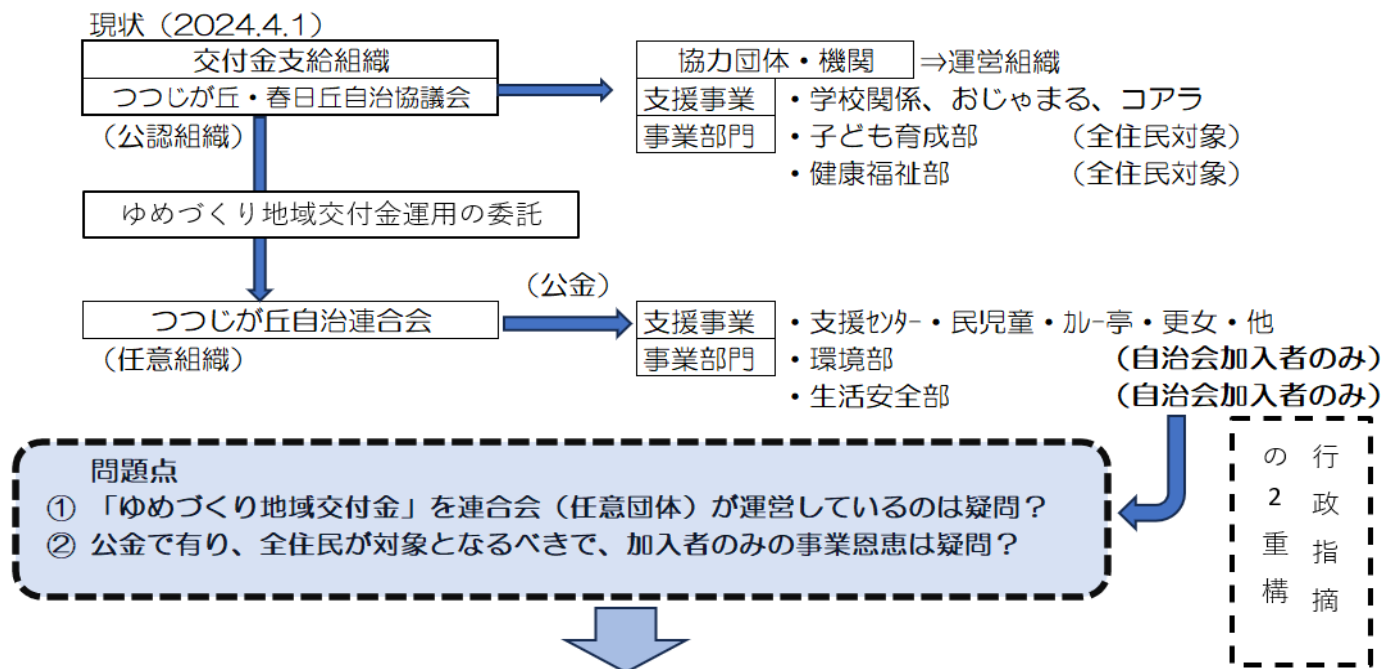 現状（2024.4.1）
交付金支給組織
つつじが丘・春日丘自治協議会
（公認組織）
協力団体・機関
⇒運営組織
支援事業
・学校関係、おじゃまる、コアラ
事業部門
・子ども育成部 （全住民対象）
・健康福祉部 （全住民対象）
ゆめづくり地域交付金運用の委託
つつじが丘自治連合会
（任意組織）
（公金）
支援事業
・支援ｾﾝﾀｰ・民児童・ｶﾚｰ亭・更女・他
事業部門
・環境部 （自治会加入者のみ）
・生活安全部 （自治会加入者のみ）
問題点
① 「ゆめづくり地域交付金」を連合会（任意団体）が運営しているのは疑問？
② 公金で有り、全住民が対象となるべきで、加入者のみの事業恩恵は疑問？
行政指摘
の2重構